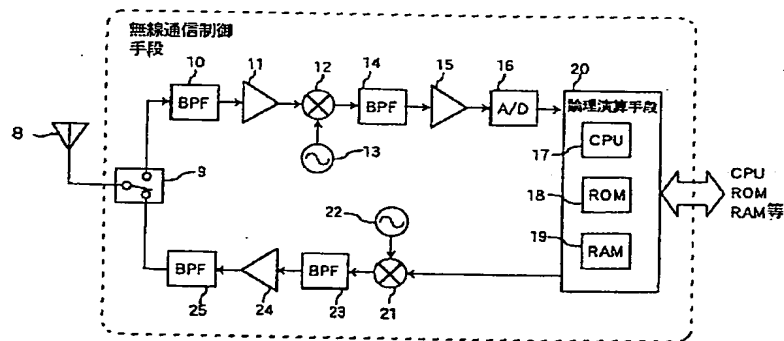 無線通信制御
手段
10
11
12
14
15
16
20
BPF
BPF
A/D
論理演算手段
8
13
17
CPU
9
18
ROM
CPU
ROM
RAM等
22
19
RAM
BPF
BPF
25
24
23
21